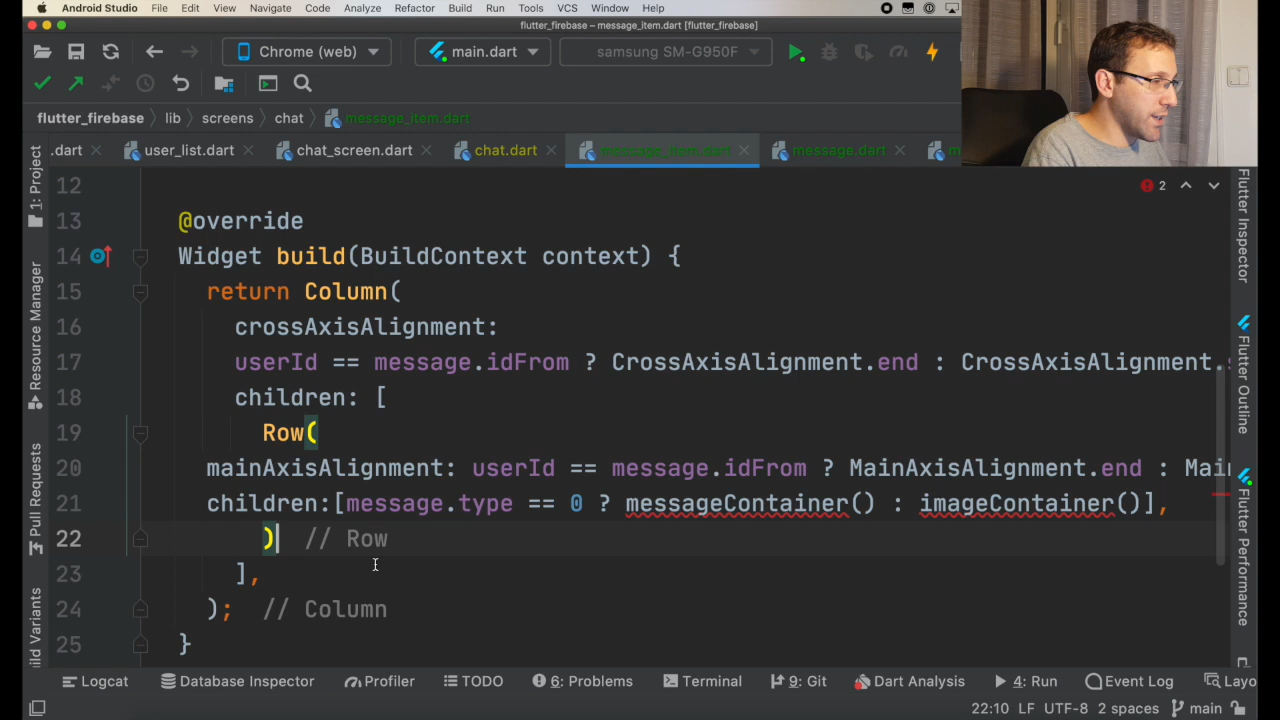 Android Studio File Edit View Navigate Code Analyze Refactor Build Run Tools VCS Window Help
flutter_firebase – message_item.dart [flutter_firebase]
Chrome (web) main.dart samsung SM-G950F
flutter_firebase lib screens chat message_item.dart
.dart user_list.dart chat_screen.dart chat.dart message_item.dart message.dart
2
12
13 @override
14 Widget build(BuildContext context) {
15 return Column(
16 crossAxisAlignment:
17 userId == message.idFrom ? CrossAxisAlignment.end : CrossAxisAlignment.
18 children: [
19 Row(
20 mainAxisAlignment: userId == message.idFrom ? MainAxisAlignment.end : Mai
21 children:[message.type == 0 ? messageContainer() : imageContainer()],
22 ) // Row
23 ],
24 ); // Column
25 }
1: Project
Resource Manager
Pull Requests
ild Variants
Flutter Inspector
Flutter Outline
Flutter Performance
Logcat Database Inspector Profiler TODO 6: Problems Terminal 9: Git Dart Analysis 4: Run Event Log Layo
22:10 LF UTF-8 2 spaces main